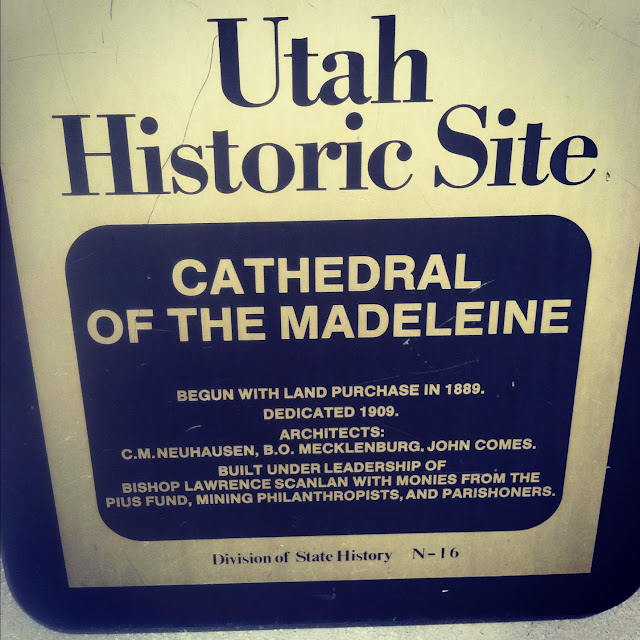 Utah
Historic Site
CATHEDRAL
OF THE MADELEINE
BEGUN WITH LAND PURCHASE IN 1889.
DEDICATED 1909.
ARCHITECTS:
C.M. NEUHAUSEN, B.O. MECKLENBURG, JOHN COMES.
BUILT UNDER LEADERSHIP OF
BISHOP LAWRENCE SCANLAN WITH MONIES FROM THE
PIUS FUND, MINING PHILANTHROPISTS, AND PARISHONERS.
Division of State History N-16